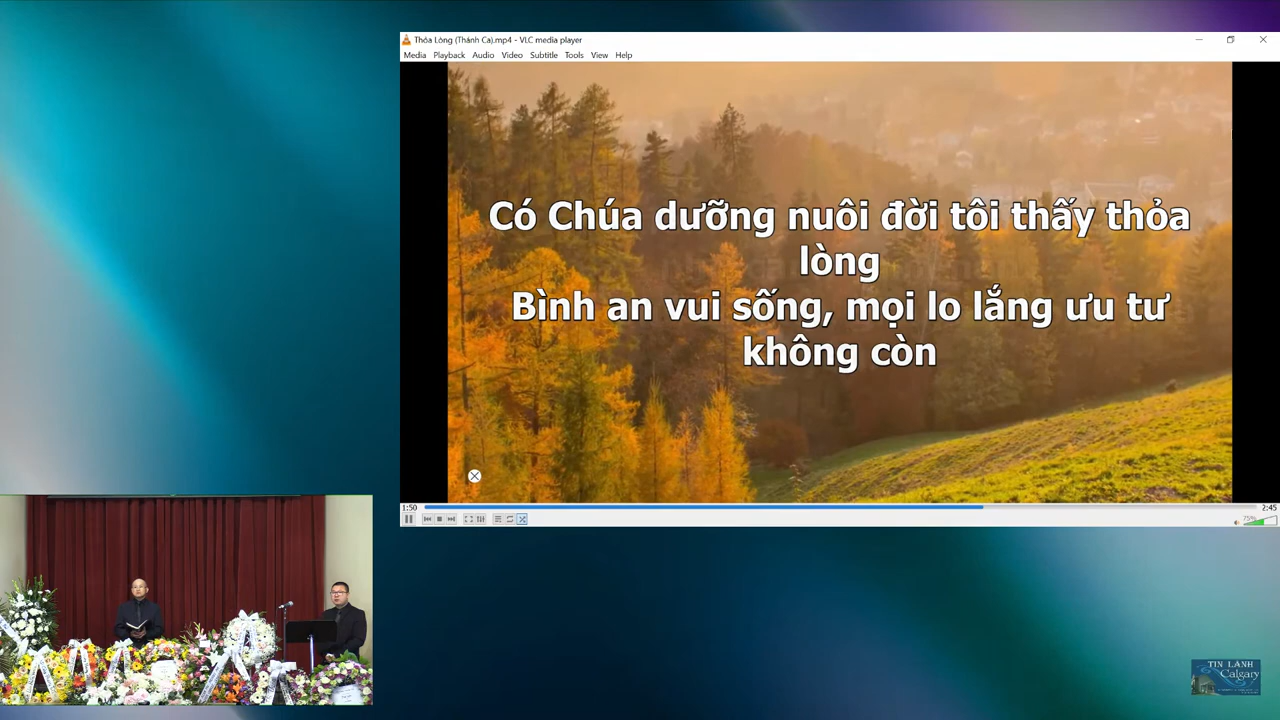 Thỏa Lòng (Thánh Ca).mp4 - VLC media player
Media Playback Audio Video Subtitle Tools View Help
Có Chúa dưỡng nuôi đời tôi thấy thỏa
lòng
Bình an vui sống, mọi lo lắng ưu tư
không còn
1:50
2:45
75%
TIN LÀNH
Calgary